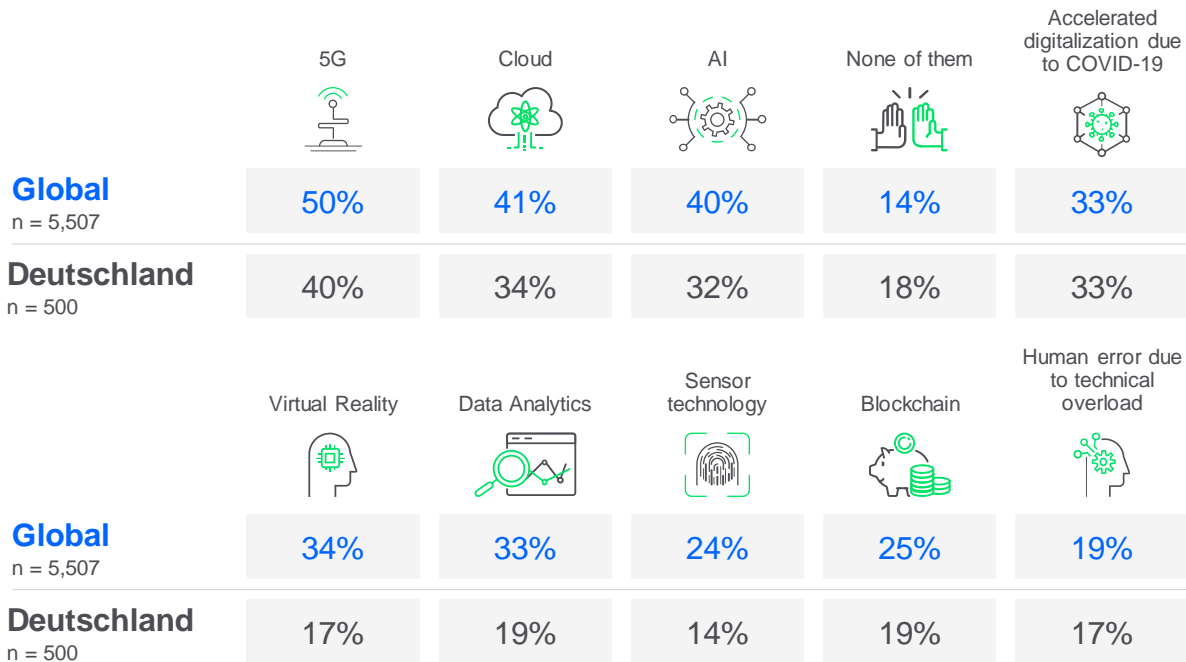 5G
Cloud
AI
None of them
Accelerated
digitalization due
to COVID-19
Global
n = 5,507
50%
41%
40%
14%
33%
Deutschland
n = 500
40%
34%
32%
18%
33%
Virtual Reality
Data Analytics
Sensor
technology
Blockchain
Human error due
to technical
overload
Global
n = 5,507
34%
33%
24%
25%
19%
Deutschland
n = 500
17%
19%
14%
19%
17%